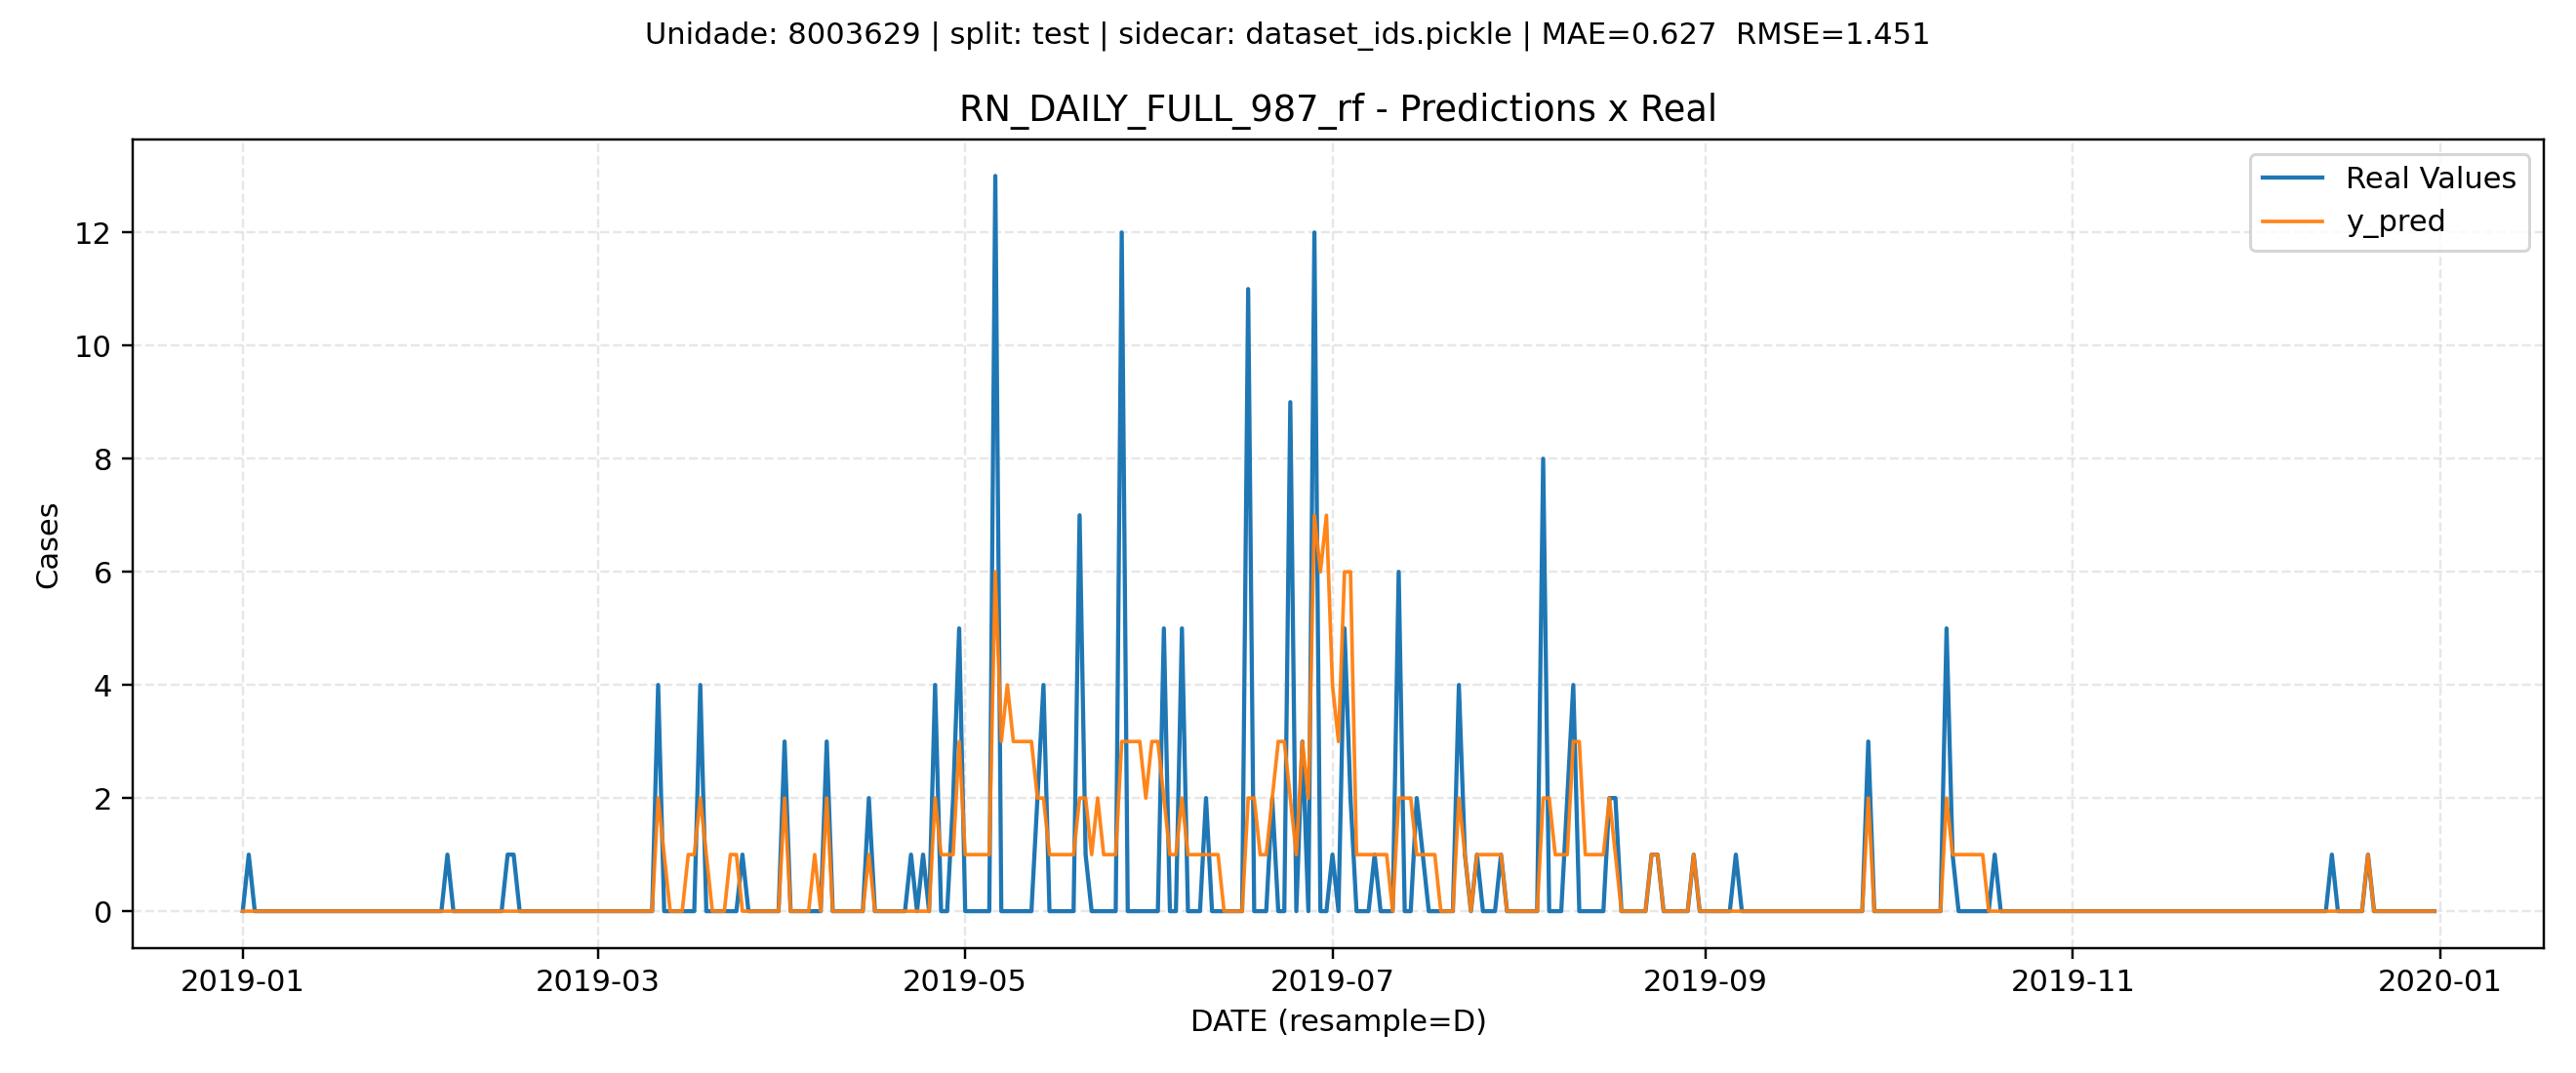 Unidade: 8003629 | split: test | sidecar: dataset_ids.pickle | MAE=0.627  RMSE=1.451
RN_DAILY_FULL_987_rf - Predictions x Real
Real Values
y_pred
12
10
8
6
4
2
0
Cases
2019-01
2019-03
2019-05
2019-07
2019-09
2019-11
2020-01
DATE (resample=D)